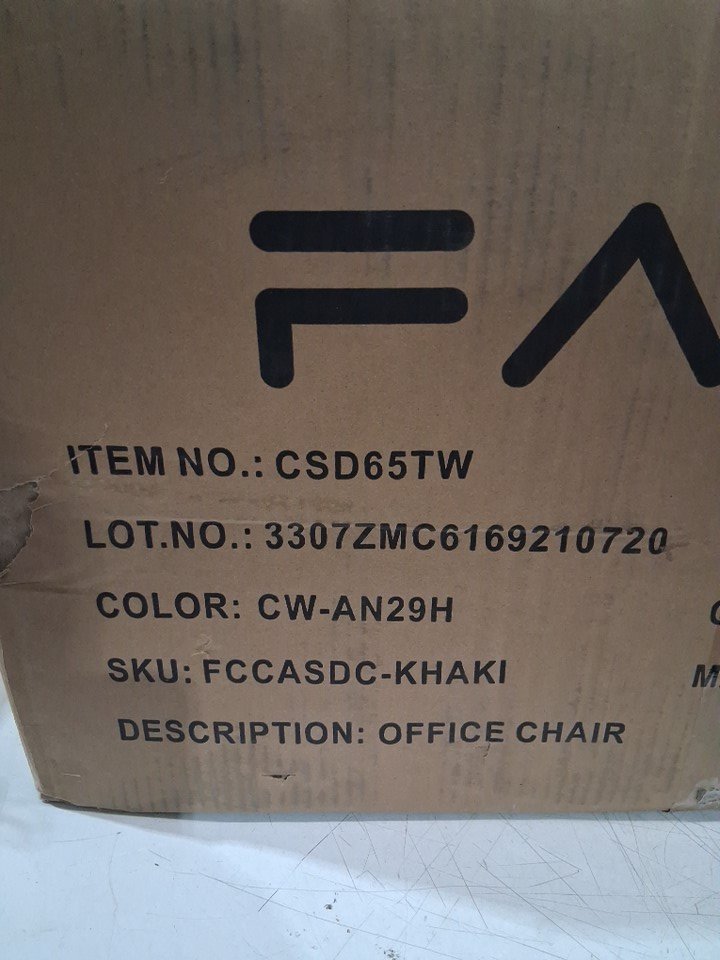 FA
ITEM NO.: CSD65TW
LOT.NO.: 3307ZMC6169210720
COLOR: CW-AN29H
SKU: FCCASDC-KHAKI
DESCRIPTION: OFFICE CHAIR